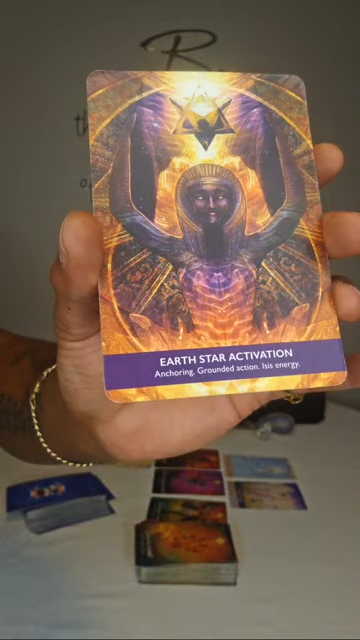 R
EARTH STAR ACTIVATION
Anchoring. Grounded action. Isis energy.